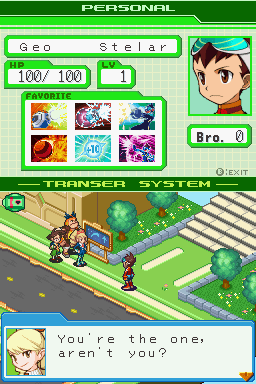 PERSONAL
Geo Stelar
HP
100/ 100
LV
1
FAVORITE
+10
Bro. 0
B:EXIT
TRANSER SYSTEM
You're the one,
aren't you?